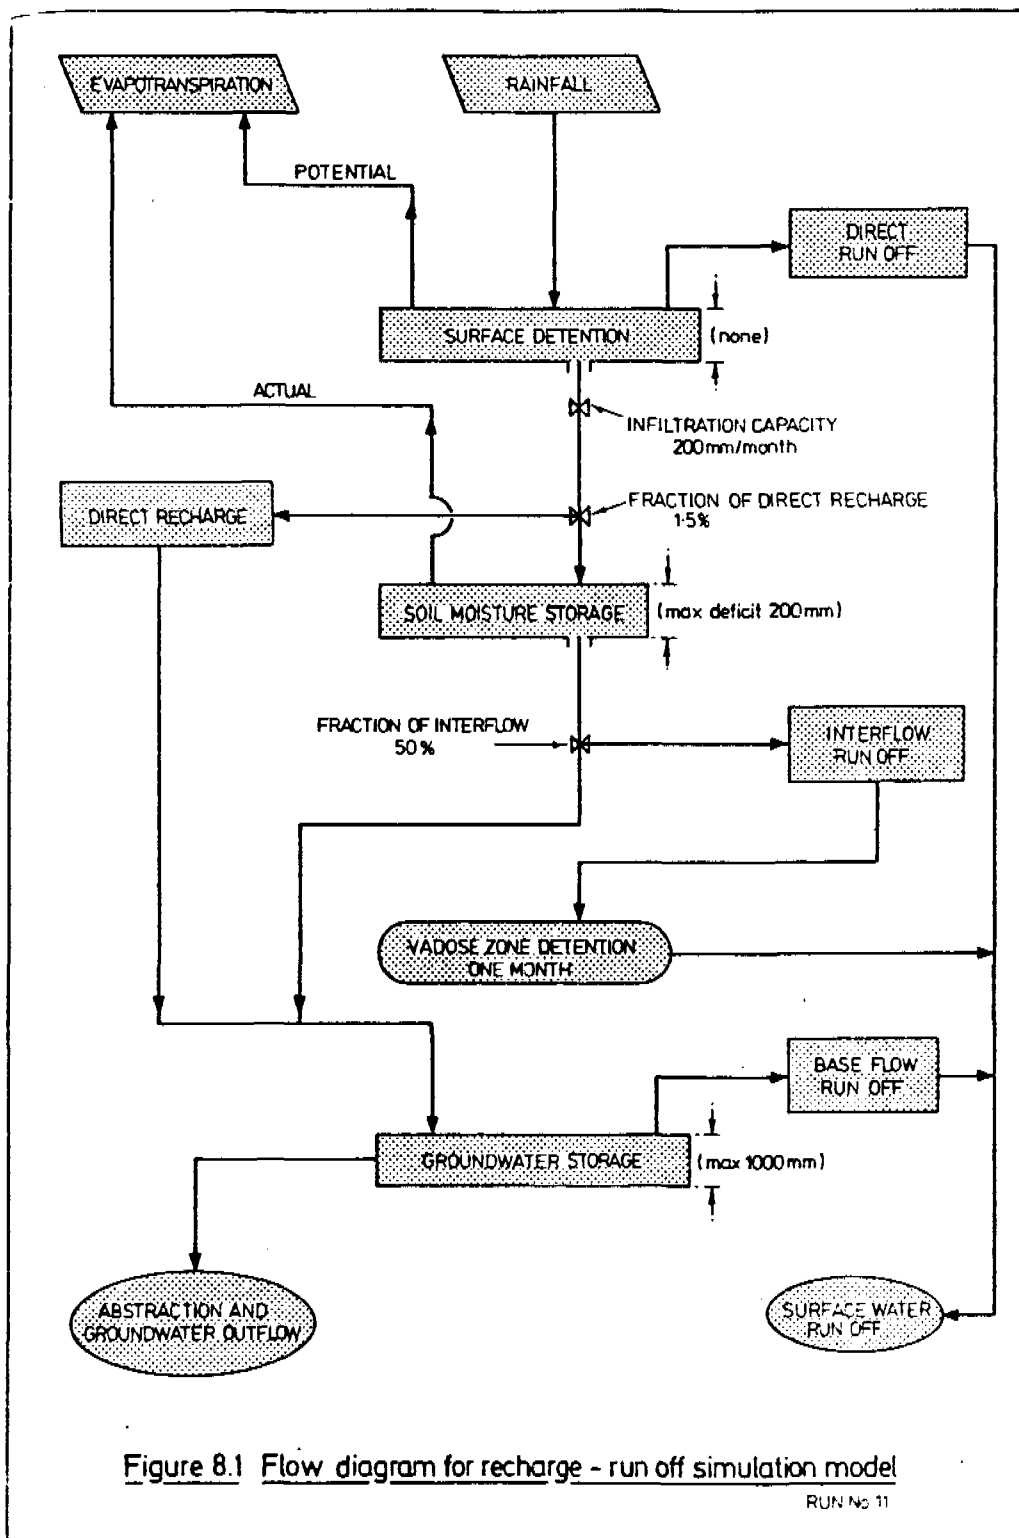 EVAPOTRANSPIRATION
RAINFALL
POTENTIAL
DIRECT
RUN OFF
SURFACE DETENTION
(none)
ACTUAL
INFILTRATION CAPACITY
200mm/month
DIRECT RECHARGE
FRACTION OF DIRECT RECHARGE
1·5%
SOIL MOISTURE STORAGE
(max deficit 200mm)
FRACTION OF INTERFLOW
50%
INTERFLOW
RUN OFF
VADOSE ZONE DETENTION
ONE MONTH
BASE FLOW
RUN OFF
GROUNDWATER STORAGE
(max 1000mm)
ABSTRACTION AND
GROUNDWATER OUTFLOW
SURFACE WATER
RUN OFF
Figure 8.1 Flow diagram for recharge - run off simulation model
RUN No 11